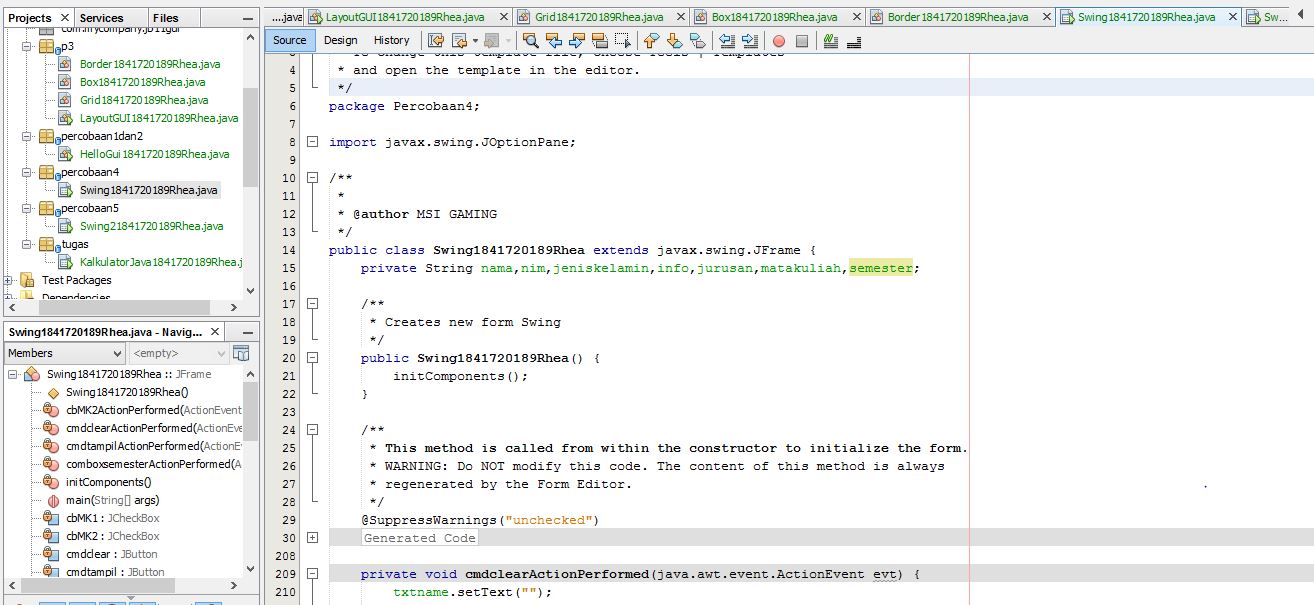 Projects
Services
Files
com.mycompany.jb11gui
p3
Border1841720189Rhea.java
Box1841720189Rhea.java
Grid1841720189Rhea.java
LayoutGUI1841720189Rhea.java
percobaan1dan2
HelloGui1841720189Rhea.java
percobaan4
Swing1841720189Rhea.java
percobaan5
Swing21841720189Rhea.java
tugas
KalkulatorJava1841720189Rhea.j
Test Packages
Dependencies
Swing1841720189Rhea.java - Navig...
Members <empty>
Swing1841720189Rhea :: JFrame
Swing1841720189Rhea()
cbMK2ActionPerformed(ActionEvent
cmdclearActionPerformed(ActionEve
cmdtampilActionPerformed(ActionE
comboxsemesterActionPerformed(A
initComponents()
main(String[] args)
cbMK1 : JCheckBox
cbMK2 : JCheckBox
cmdclear : JButton
cmdtampil : JButton
....java LayoutGUI1841720189Rhea.java Grid1841720189Rhea.java Box1841720189Rhea.java Border1841720189Rhea.java Swing1841720189Rhea.java Sw...
Source Design History
3 * To change this template file, choose Tools | Templates
4 * and open the template in the editor.
5 */
6 package Percobaan4;
7
8 import javax.swing.JOptionPane;
9
10 /**
11 *
12 * @author MSI GAMING
13 */
14 public class Swing1841720189Rhea extends javax.swing.JFrame {
15 private String nama,nim,jeniskelamin,info,jurusan,matakuliah,semester;
16
17 /**
18 * Creates new form Swing
19 */
20 public Swing1841720189Rhea() {
21 initComponents();
22 }
23
24 /**
25 * This method is called from within the constructor to initialize the form.
26 * WARNING: Do NOT modify this code. The content of this method is always
27 * regenerated by the Form Editor.
28 */
29 @SuppressWarnings("unchecked")
30 Generated Code
208
209 private void cmdclearActionPerformed(java.awt.event.ActionEvent evt) {
210 txtname.setText("");